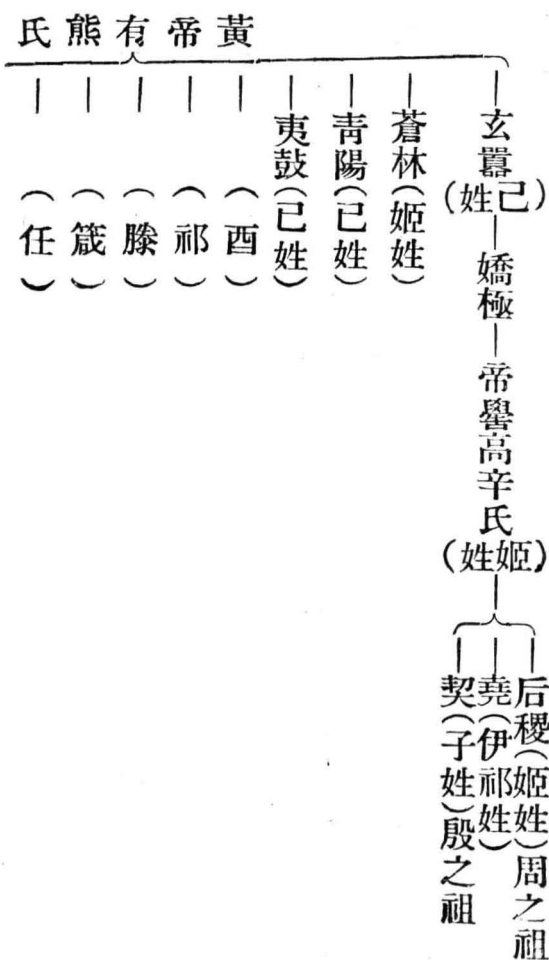 黃帝有熊氏
玄囂(己姓)—嬌極—帝嚳高辛氏(姬姓)
后稷(姬姓)周之祖
堯(伊祁姓)
契(子姓)殷之祖
蒼林(姬姓)
青陽(己姓)
夷鼓(己姓)
(酉)
(祁)
(滕)
(箴)
(任)